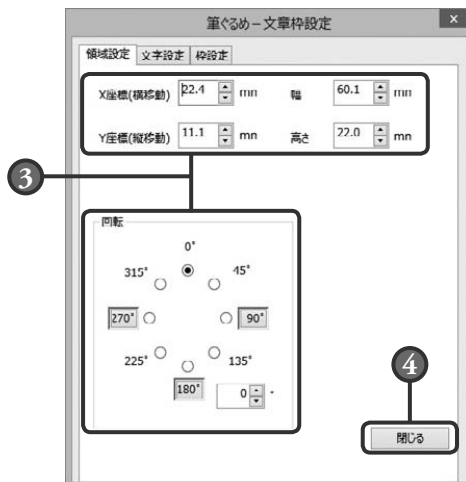 筆ぐるめ－文章枠設定 x
領域設定 文字設定 枠設定
X座標(横移動) 22.4 mm 幅 60.1 mm
Y座標(縦移動) 11.1 mm 高さ 22.0 mm
3
回転
0°
315° 45°
270° 90°
225° 135°
180° 0 °
4
閉じる